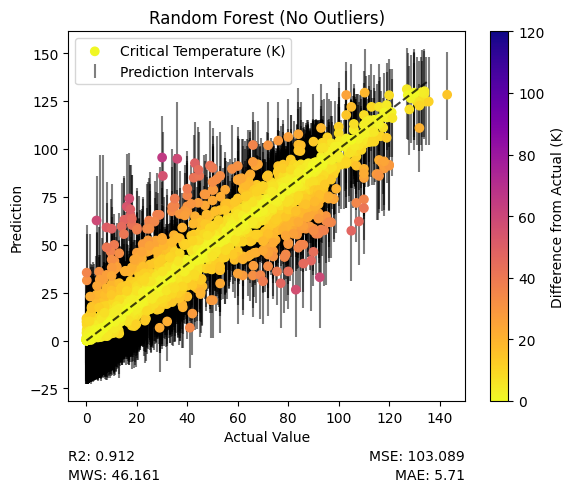 Random Forest (No Outliers)
Critical Temperature (K)
Prediction Intervals
150
125
100
75
50
25
0
−25
Prediction
0
20
40
60
80
100
120
140
Actual Value
120
100
80
60
40
20
0
Difference from Actual (K)
R2: 0.912
MSE: 103.089
MWS: 46.161
MAE: 5.71